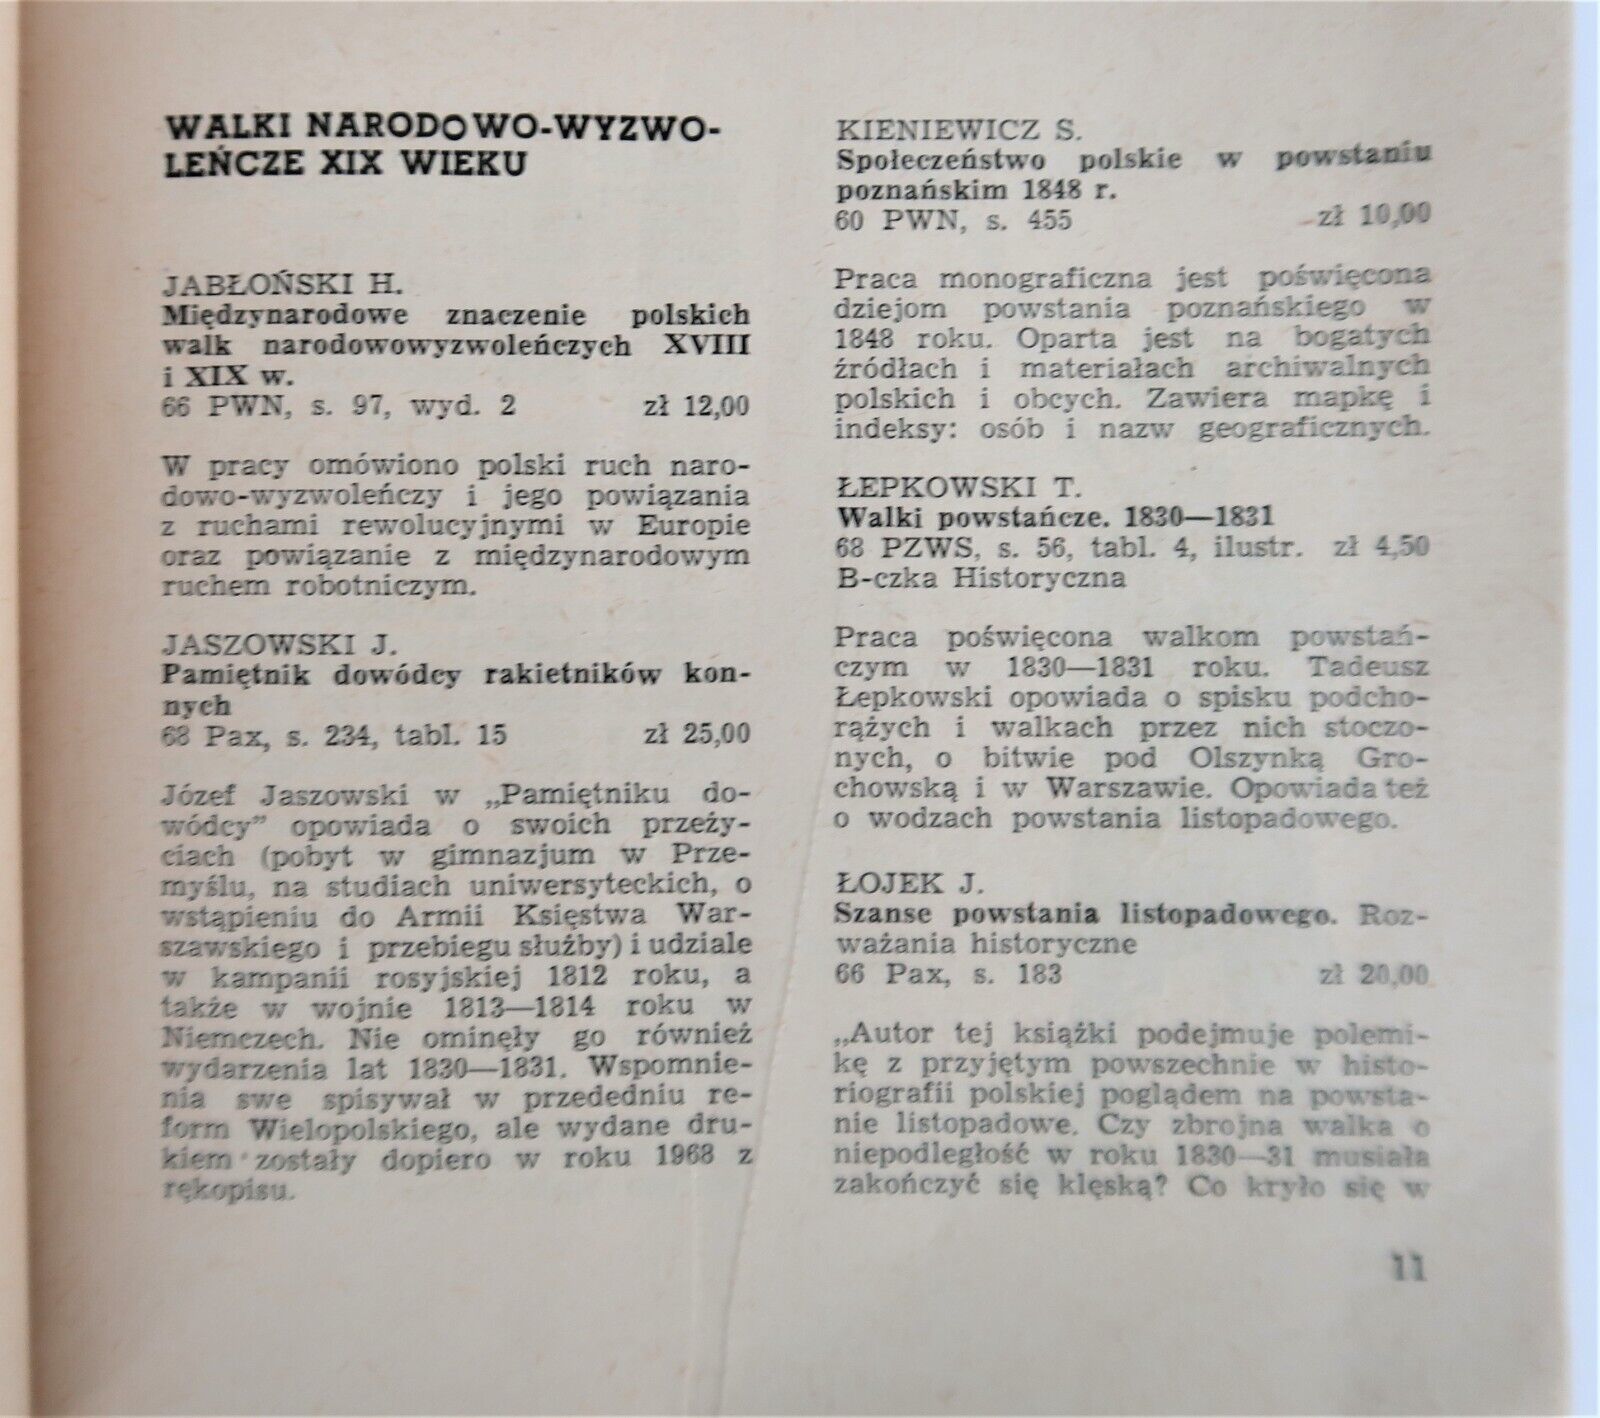 WALKI NARODOWO-WYZWO-
LEŃCZE XIX WIEKU
JABŁOŃSKI H.
Międzynarodowe znaczenie polskich
walk narodowowyzwoleńczych XVIII
i XIX w.
66 PWN, s. 97, wyd. 2 zł 12,00
W pracy omówiono polski ruch naro-
dowo-wyzwoleńczy i jego powiązania
z ruchami rewolucyjnymi w Europie
oraz powiązanie z międzynarodowym
ruchem robotniczym.
JASZOWSKI J.
Pamiętnik dowódcy rakietników kon-
nych
68 Pax, s. 234, tabl. 15 zł 25,00
Józef Jaszowski w „Pamiętniku do-
wódcy” opowiada o swoich przeży-
ciach (pobyt w gimnazjum w Prze-
myślu, na studiach uniwersyteckich, o
wstąpieniu do Armii Księstwa War-
szawskiego i przebiegu służby) i udziale
w kampanii rosyjskiej 1812 roku, a
także w wojnie 1813—1814 roku w
Niemczech. Nie ominęły go również
wydarzenia lat 1830—1831. Wspomnie-
nia swe spisywał w przededniu re-
form Wielopolskiego, ale wydane dru-
kiem zostały dopiero w roku 1968 z
rękopisu.
KIENIEWICZ S.
Społeczeństwo polskie w powstaniu
poznańskim 1848 r.
60 PWN, s. 455 zł 10,00
Praca monograficzna jest poświęcona
dziejom powstania poznańskiego w
1848 roku. Oparta jest na bogatych
źródłach i materiałach archiwalnych
polskich i obcych. Zawiera mapkę i
indeksy: osób i nazw geograficznych.
ŁEPKOWSKI T.
Walki powstańcze. 1830—1831
68 PZWS, s. 56, tabl. 4, ilustr. zł 4,50
B-czka Historyczna
Praca poświęcona walkom powstań-
czym w 1830—1831 roku. Tadeusz
Łepkowski opowiada o spisku podcho-
rążych i walkach przez nich stoczo-
nych, o bitwie pod Olszynką Gro-
chowską i w Warszawie. Opowiada też
o wodzach powstania listopadowego.
ŁOJEK J.
Szanse powstania listopadowego. Roz-
ważania historyczne
66 Pax, s. 183 zł 20,00
„Autor tej książki podejmuje polemi-
kę z przyjętym powszechnie w histo-
riografii polskiej poglądem na powsta-
nie listopadowe. Czy zbrojna walka o
niepodległość w roku 1830—31 musiała
zakończyć się klęską? Co kryło się w
11